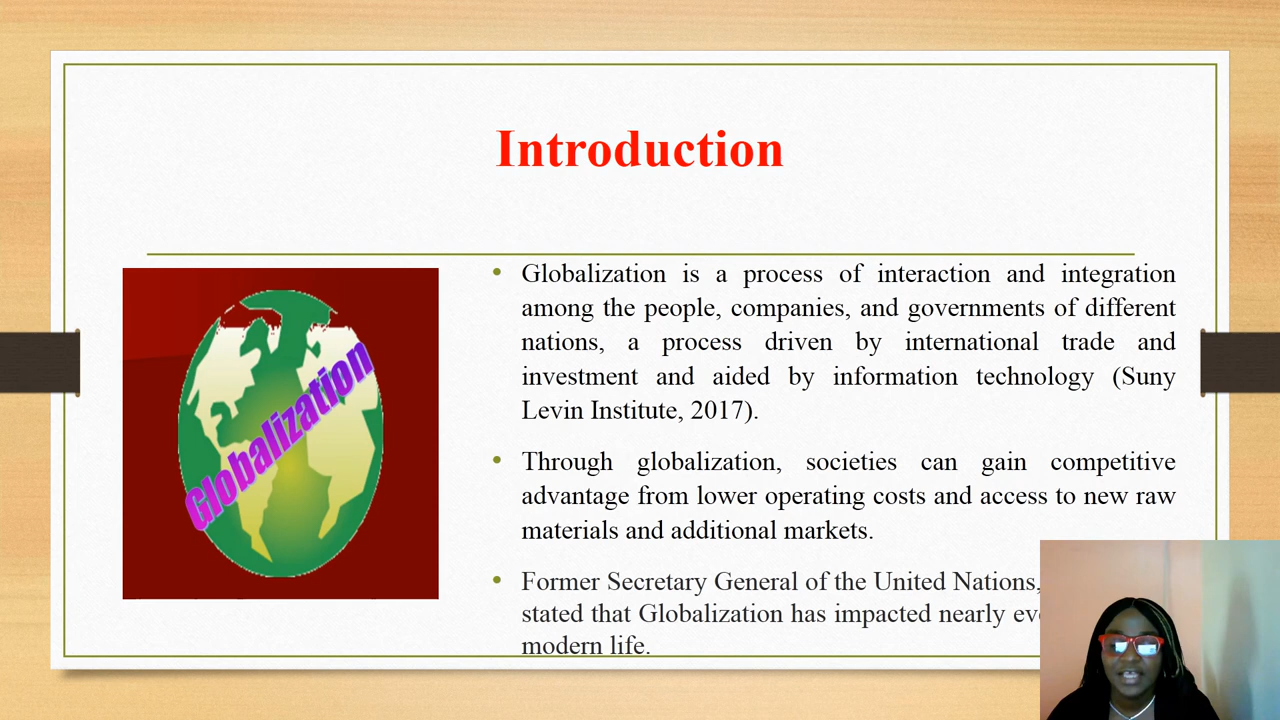 Introduction
Globalization
Globalization is a process of interaction and integration
among the people, companies, and governments of different
nations, a process driven by international trade and
investment and aided by information technology (Suny
Levin Institute, 2017).
Through globalization, societies can gain competitive
advantage from lower operating costs and access to new raw
materials and additional markets.
Former Secretary General of the United Nations,
stated that Globalization has impacted nearly
modern life.